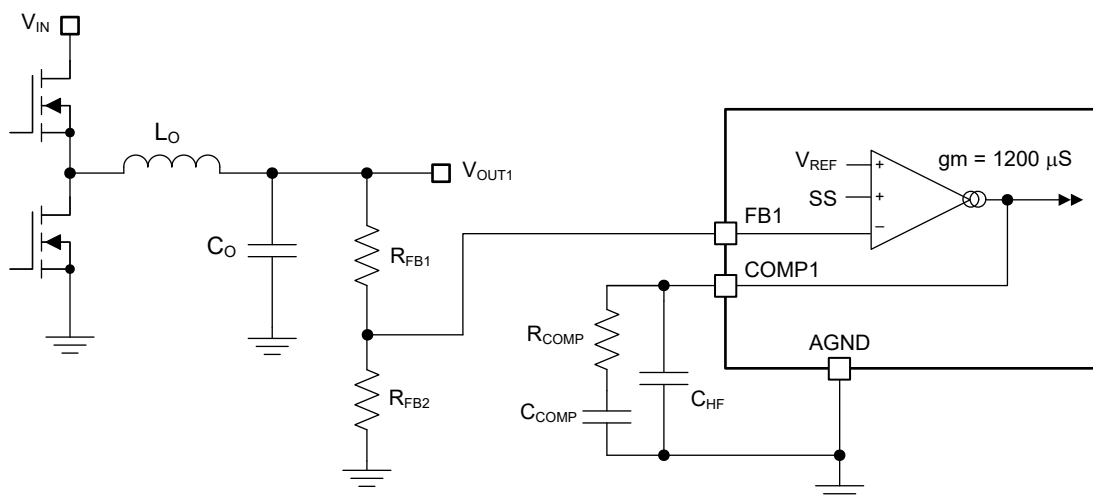 VIN
LO
VOUT1
CO
RFB1
RFB2
VREF
SS
gm = 1200 μS
+
+
–
FB1
COMP1
AGND
RCOMP
CCOMP
CHF